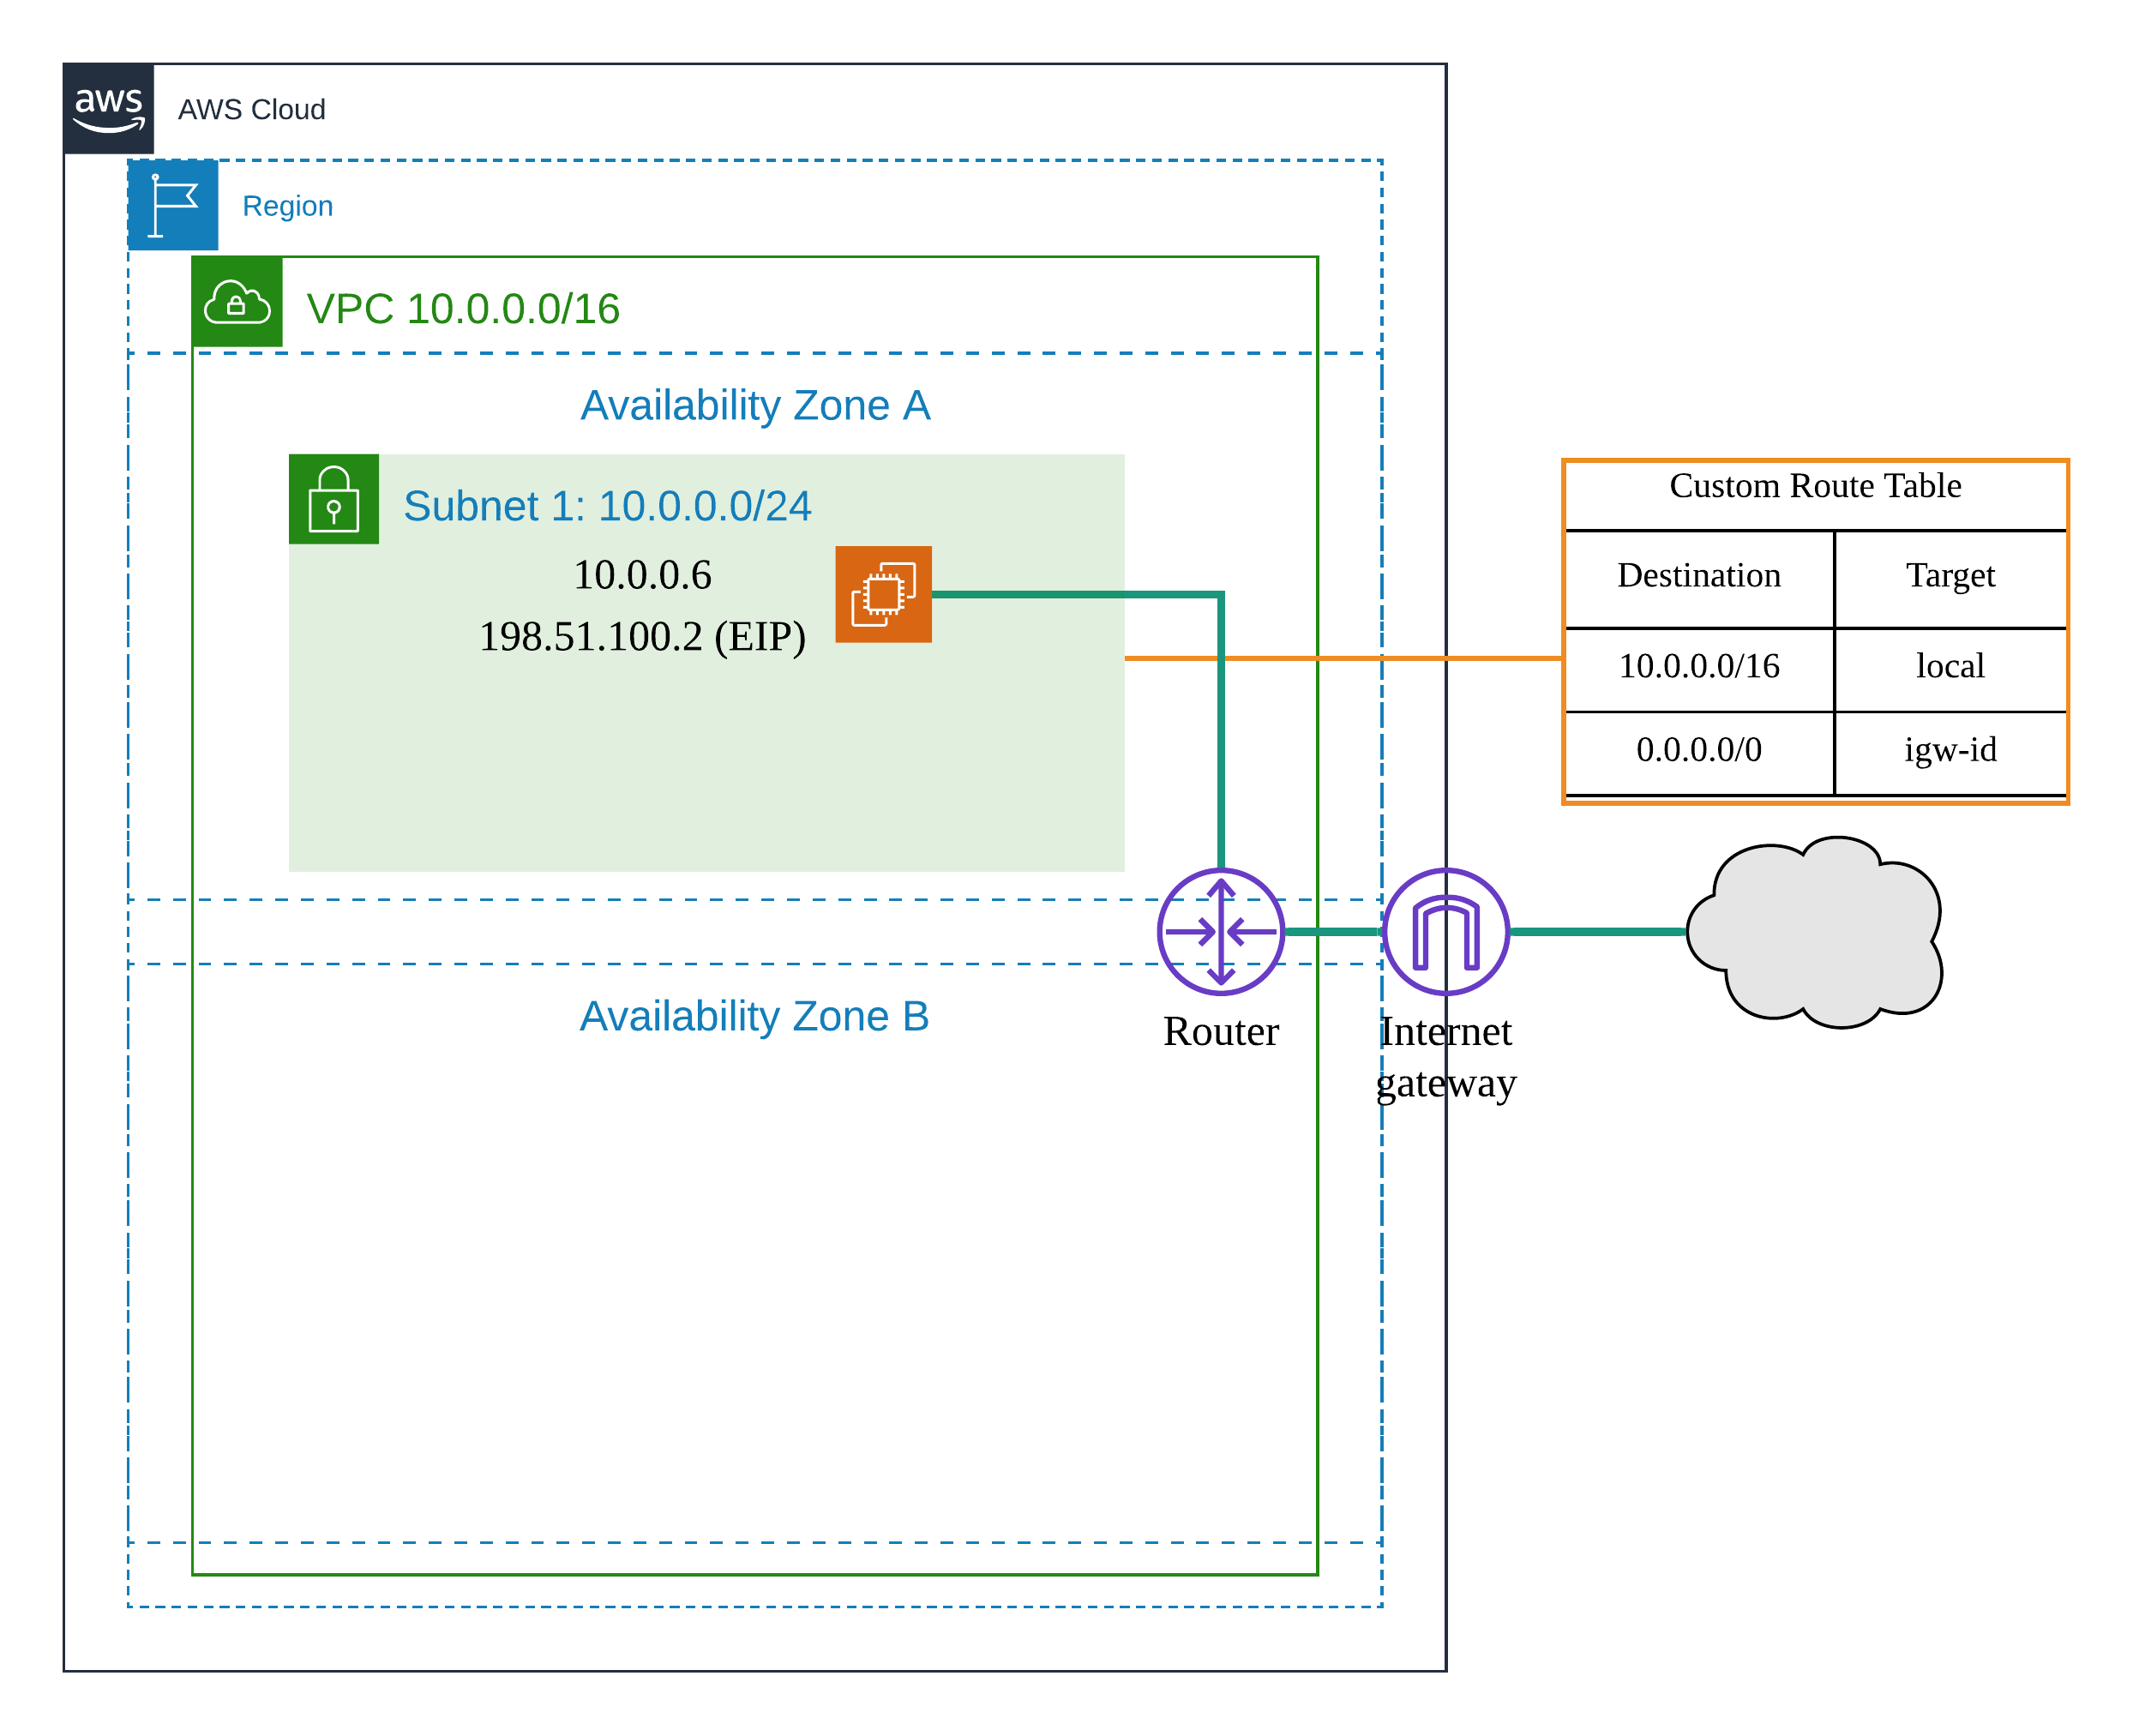 aws
AWS Cloud
Region
VPC 10.0.0.0/16
Availability Zone A
Subnet 1: 10.0.0.0/24
10.0.0.6
198.51.100.2 (EIP)
Custom Route Table
Destination Target
10.0.0.0/16 local
0.0.0.0/0 igw-id
Availability Zone B
Router
Internet
gateway